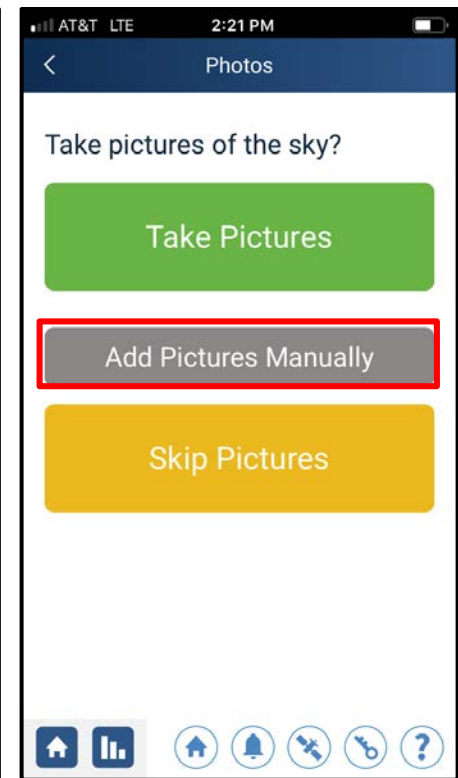 AT&T LTE 2:21 PM
Photos
Take pictures of the sky?
Take Pictures
Add Pictures Manually
Skip Pictures
?